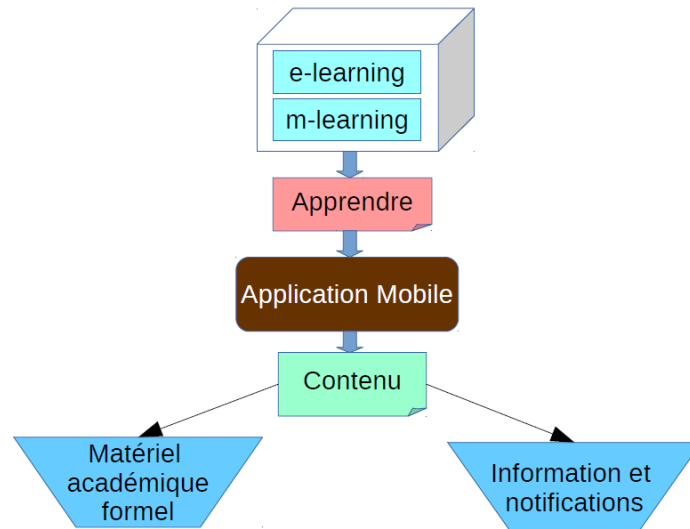 e-learning
m-learning
Apprendre
Application Mobile
Contenu
Matériel
académique
formel
Information et
notifications